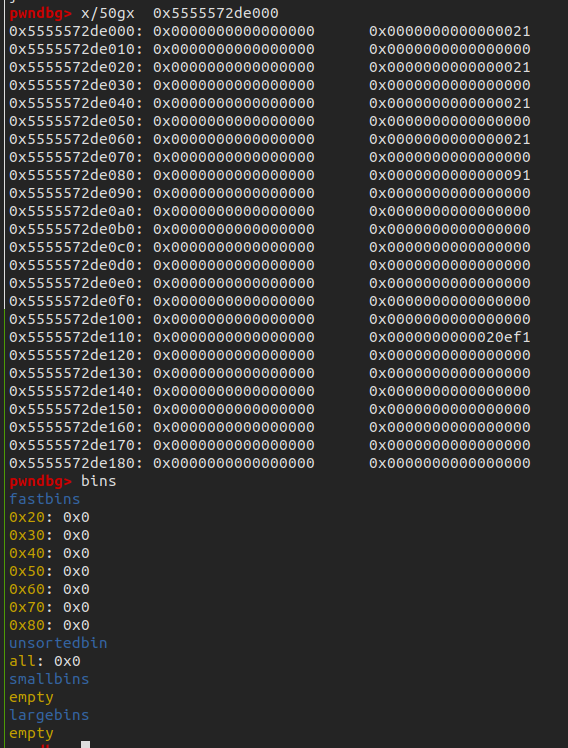 pwndbg> x/50gx  0x5555572de000
0x5555572de000: 0x0000000000000000      0x0000000000000021
0x5555572de010: 0x0000000000000000      0x0000000000000000
0x5555572de020: 0x0000000000000000      0x0000000000000021
0x5555572de030: 0x0000000000000000      0x0000000000000000
0x5555572de040: 0x0000000000000000      0x0000000000000021
0x5555572de050: 0x0000000000000000      0x0000000000000000
0x5555572de060: 0x0000000000000000      0x0000000000000021
0x5555572de070: 0x0000000000000000      0x0000000000000000
0x5555572de080: 0x0000000000000000      0x0000000000000091
0x5555572de090: 0x0000000000000000      0x0000000000000000
0x5555572de0a0: 0x0000000000000000      0x0000000000000000
0x5555572de0b0: 0x0000000000000000      0x0000000000000000
0x5555572de0c0: 0x0000000000000000      0x0000000000000000
0x5555572de0d0: 0x0000000000000000      0x0000000000000000
0x5555572de0e0: 0x0000000000000000      0x0000000000000000
0x5555572de0f0: 0x0000000000000000      0x0000000000000000
0x5555572de100: 0x0000000000000000      0x0000000000000000
0x5555572de110: 0x0000000000000000      0x0000000000020ef1
0x5555572de120: 0x0000000000000000      0x0000000000000000
0x5555572de130: 0x0000000000000000      0x0000000000000000
0x5555572de140: 0x0000000000000000      0x0000000000000000
0x5555572de150: 0x0000000000000000      0x0000000000000000
0x5555572de160: 0x0000000000000000      0x0000000000000000
0x5555572de170: 0x0000000000000000      0x0000000000000000
0x5555572de180: 0x0000000000000000      0x0000000000000000
pwndbg> bins
fastbins
0x20: 0x0
0x30: 0x0
0x40: 0x0
0x50: 0x0
0x60: 0x0
0x70: 0x0
0x80: 0x0
unsortedbin
all: 0x0
smallbins
empty
largebins
empty